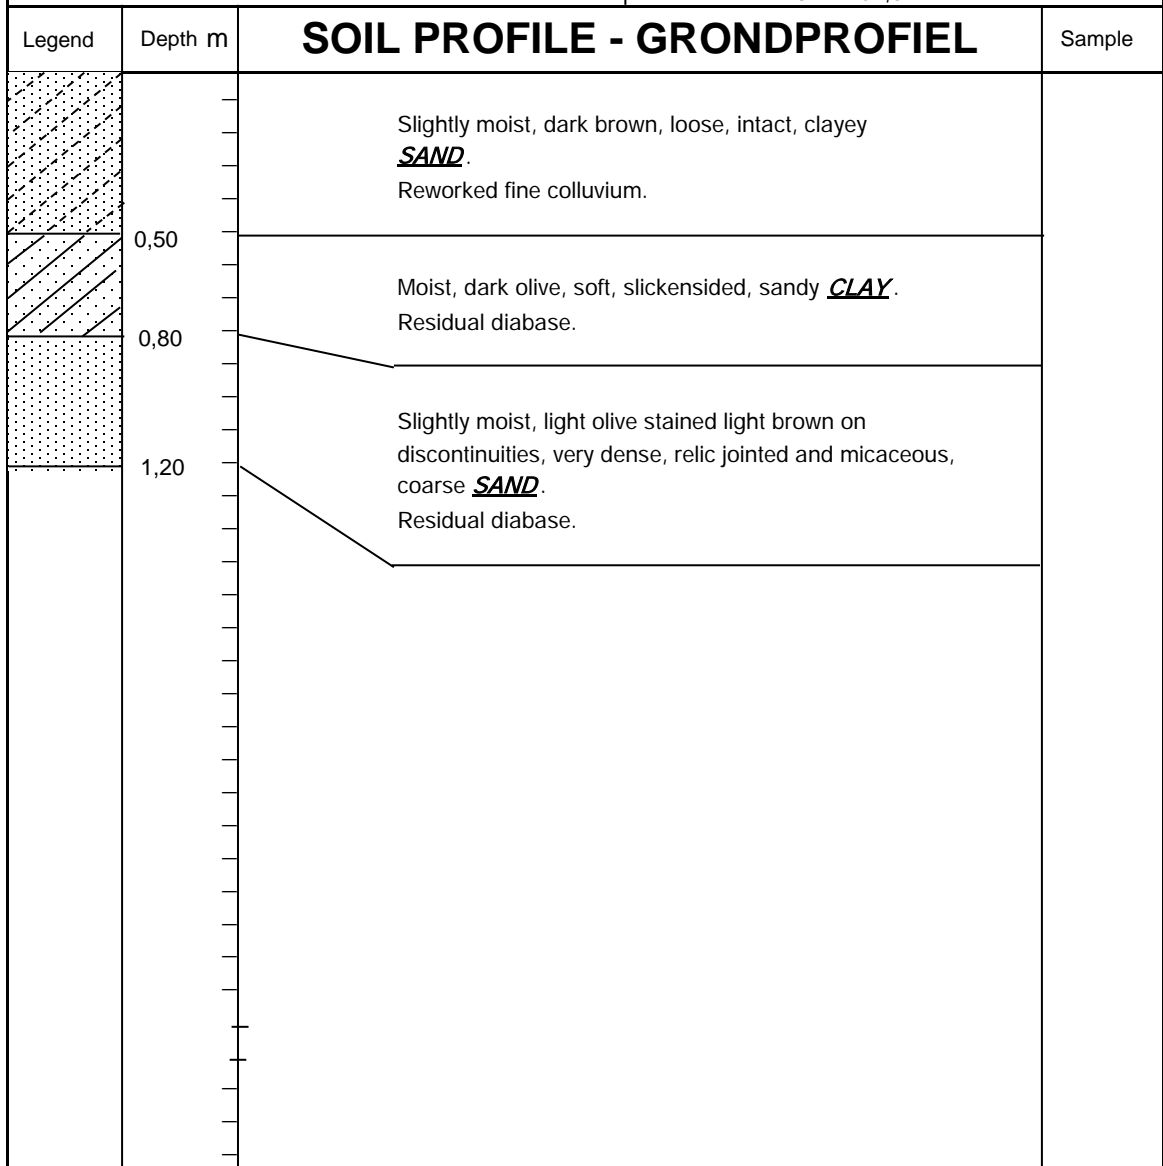 Legend Depth m SOIL PROFILE - GRONDPROFIEL Sample
Slightly moist, dark brown, loose, intact, clayey
SAND.
Reworked fine colluvium.
0,50
Moist, dark olive, soft, slickensided, sandy CLAY.
Residual diabase.
0,80
Slightly moist, light olive stained light brown on
discontinuities, very dense, relic jointed and micaceous,
1,20
coarse SAND.
Residual diabase.